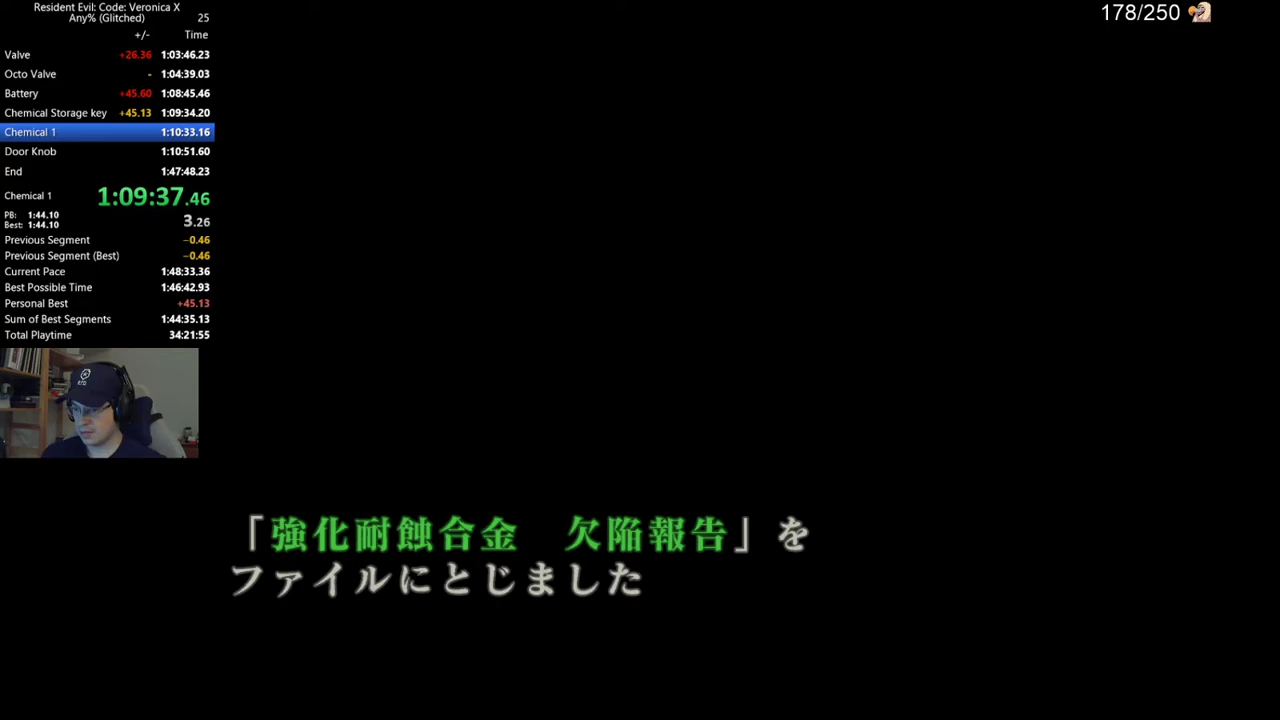 Resident Evil: Code: Veronica X
Any% (Glitched) 25
+/- Time
Valve +26.36 1:03:46.23
Octo Valve - 1:04:39.03
Battery +45.60 1:08:45.46
Chemical Storage key +45.13 1:09:34.20
Chemical 1 1:10:33.16
Door Knob 1:10:51.60
End 1:47:48.23
Chemical 1 1:09:37.46
PB: 1:44.10
Best: 1:44.10 3.26
Previous Segment −0.46
Previous Segment (Best) −0.46
Current Pace 1:48:33.36
Best Possible Time 1:46:42.93
Personal Best +45.13
Sum of Best Segments 1:44:35.13
Total Playtime 34:21:55
178/250
「強化耐蝕合金　欠陥報告」を
ファイルにとじました